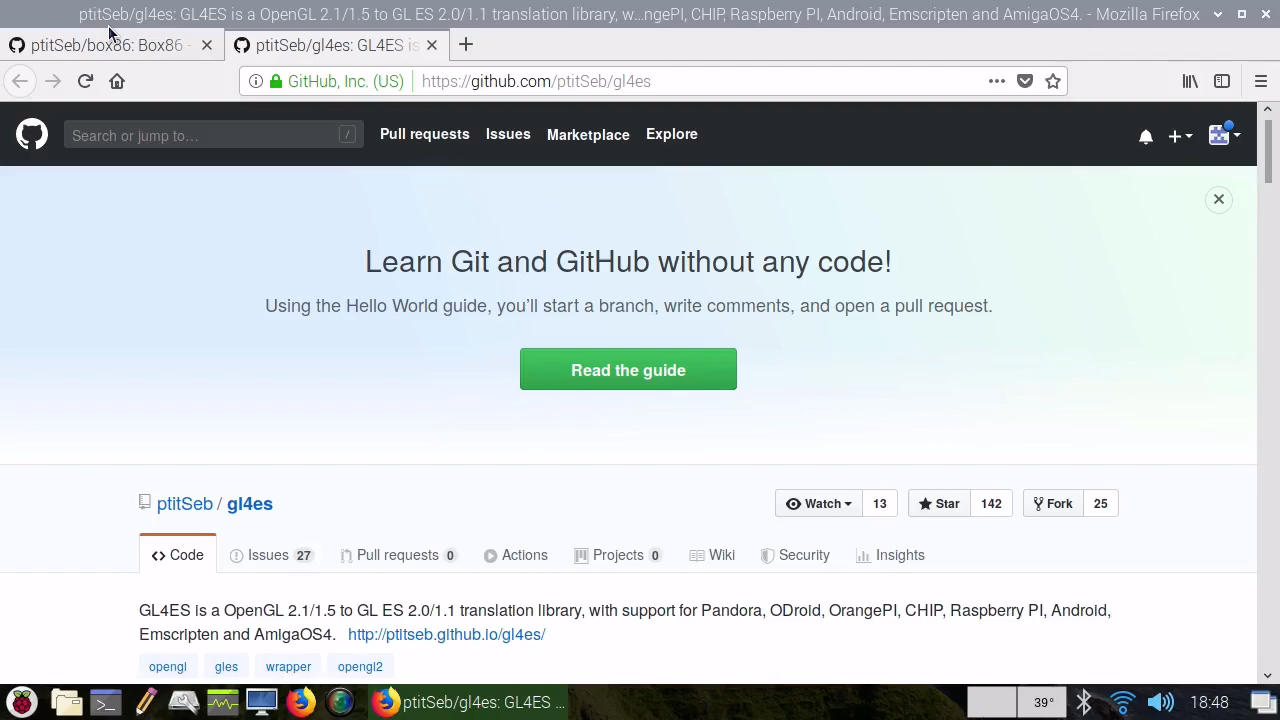 ptitSeb/gl4es: GL4ES is a OpenGL 2.1/1.5 to GL ES 2.0/1.1 translation library, w...ngePI, CHIP, Raspberry PI, Android, Emscripten and AmigaOS4. - Mozilla Firefox
ptitSeb/box86: Box86 -
ptitSeb/gl4es: GL4ES is
GitHub, Inc. (US)
https://github.com/ptitSeb/gl4es
Search or jump to…
/
Pull requests
Issues
Marketplace
Explore
Learn Git and GitHub without any code!
Using the Hello World guide, you’ll start a branch, write comments, and open a pull request.
Read the guide
ptitSeb / gl4es
Watch 13
Star 142
Fork 25
Code
Issues 27
Pull requests 0
Actions
Projects 0
Wiki
Security
Insights
GL4ES is a OpenGL 2.1/1.5 to GL ES 2.0/1.1 translation library, with support for Pandora, ODroid, OrangePI, CHIP, Raspberry PI, Android,
Emscripten and AmigaOS4. http://ptitseb.github.io/gl4es/
opengl
gles
wrapper
opengl2
ptitSeb/gl4es: GL4ES ...
39°
18:48